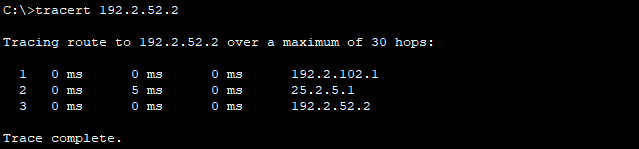 C:\>tracert 192.2.52.2
Tracing route to 192.2.52.2 over a maximum of 30 hops:
1 0 ms 0 ms 0 ms 192.2.102.1
2 0 ms 5 ms 0 ms 25.2.5.1
3 0 ms 0 ms 0 ms 192.2.52.2
Trace complete.